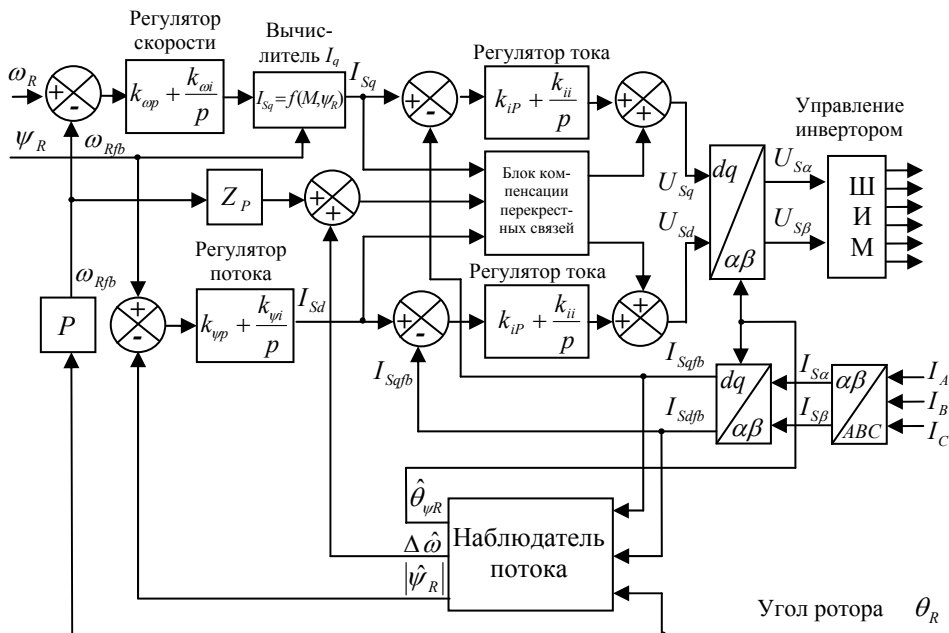 Регулятор
скорости
Вычис-
литель I_q
Регулятор тока
Управление
инвертором
ω_R
+
-
k_ωp + k_ωi / p
I_Sq = f(M,ψ_R)
I_Sq
+
-
k_iP + k_ii / p
+
+
ψ_R
ω_Rfb
Z_P
+
+
Блок ком-
пенсации
перекрест-
ных связей
U_Sq
U_Sd
dq
αβ
U_Sα
U_Sβ
Ш
И
М
Регулятор
потока
Регулятор тока
ω_Rfb
P
+
-
k_ψp + k_ψi / p
I_Sd
+
-
k_iP + k_ii / p
+
+
I_Sqfb
I_Sqfb
I_Sdfb
dq
αβ
I_Sα
I_Sβ
αβ
ABC
I_A
I_B
I_C
θ̂_ψR
Δω̂
|ψ̂_R|
Наблюдатель
потока
Угол ротора θ_R